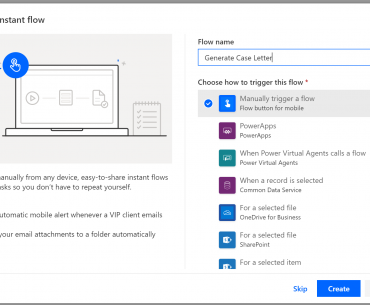 nstant flow
anually from any device, easy-to-share instant flows
sks so you don't have to repeat yourself.
utomatic mobile alert whenever a VIP client emails
your email attachments to a folder automatically
Flow name
Generate Case Letter
Choose how to trigger this flow *
Manually trigger a flow
Flow button for mobile
PowerApps
PowerApps
When Power Virtual Agents calls a flow
Power Virtual Agents
When a record is selected
Common Data Service
For a selected file
OneDrive for Business
For a selected file
SharePoint
For a selected item
Skip
Create